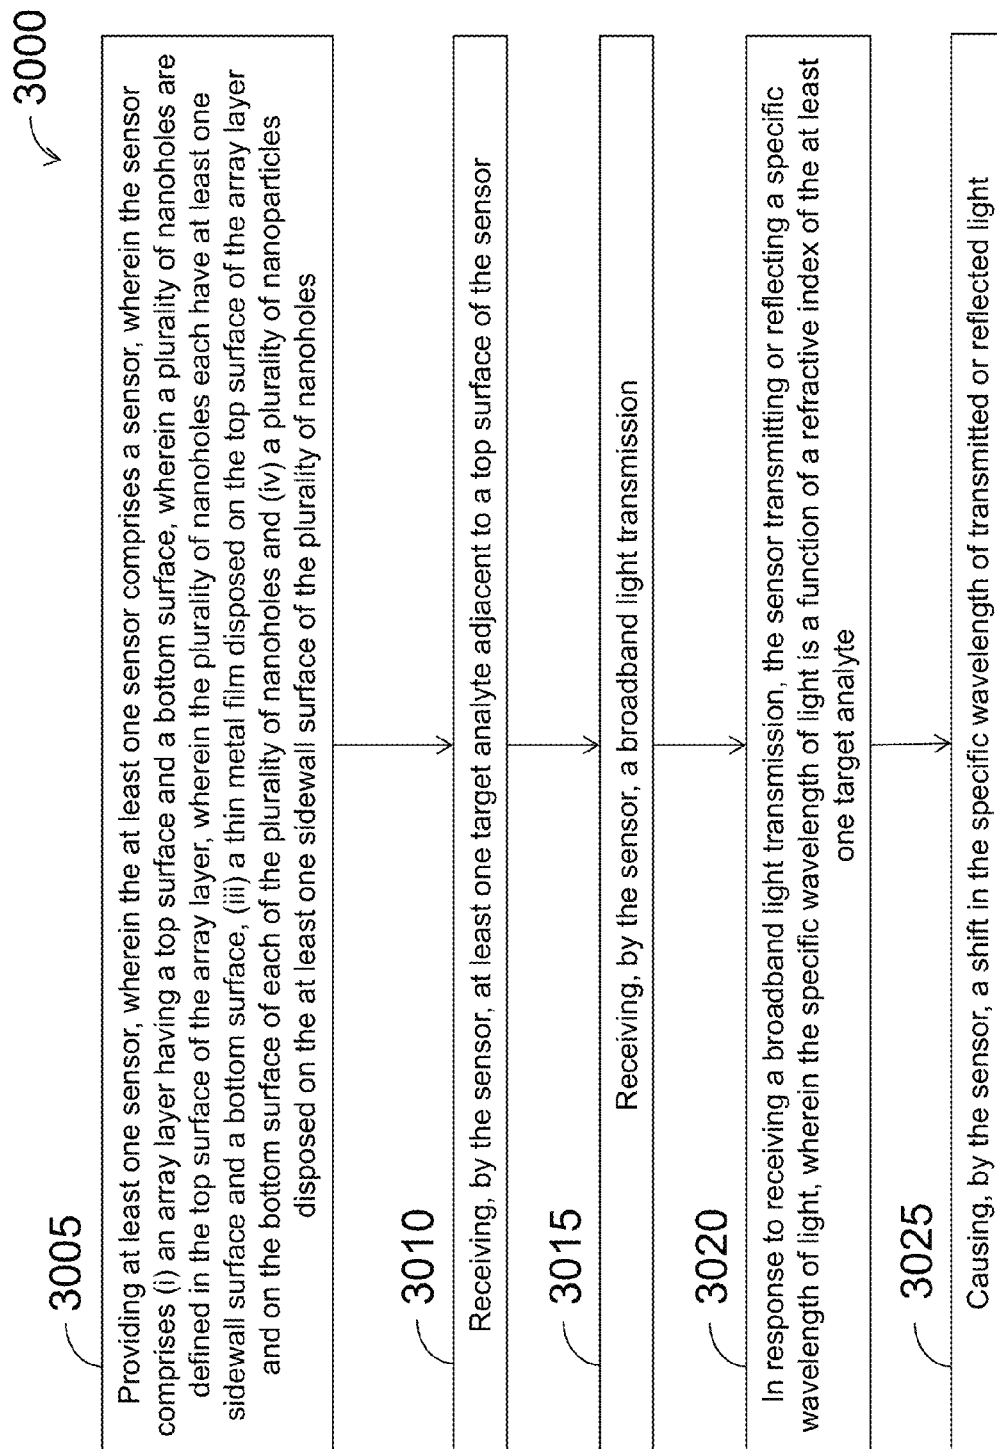 3000
3005
Providing at least one sensor, wherein the at least one sensor comprises a sensor, wherein the sensor
comprises (i) an array layer having a top surface and a bottom surface, wherein a plurality of nanoholes are
defined in the top surface of the array layer, wherein the plurality of nanoholes each have at least one
sidewall surface and a bottom surface, (iii) a thin metal film disposed on the top surface of the array layer
and on the bottom surface of each of the plurality of nanoholes and (iv) a plurality of nanoparticles
disposed on the at least one sidewall surface of the plurality of nanoholes
3010
Receiving, by the sensor, at least one target analyte adjacent to a top surface of the sensor
3015
Receiving, by the sensor, a broadband light transmission
3020
In response to receiving a broadband light transmission, the sensor transmitting or reflecting a specific
wavelength of light, wherein the specific wavelength of light is a function of a refractive index of the at least
one target analyte
3025
Causing, by the sensor, a shift in the specific wavelength of transmitted or reflected light